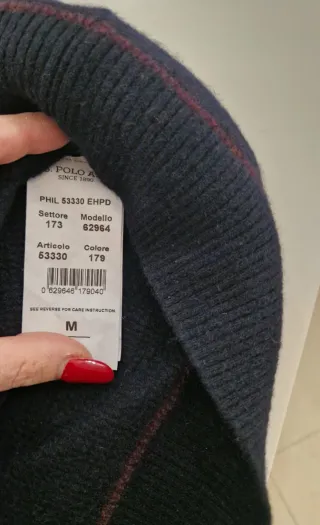 POLO A
SINCE 1890
PHIL 53330 EHPD
Settore Modello
173 62964
Articolo Colore
53330 179
0 629646 179040
SEE REVERSE FOR CARE INSTRUCTION
M